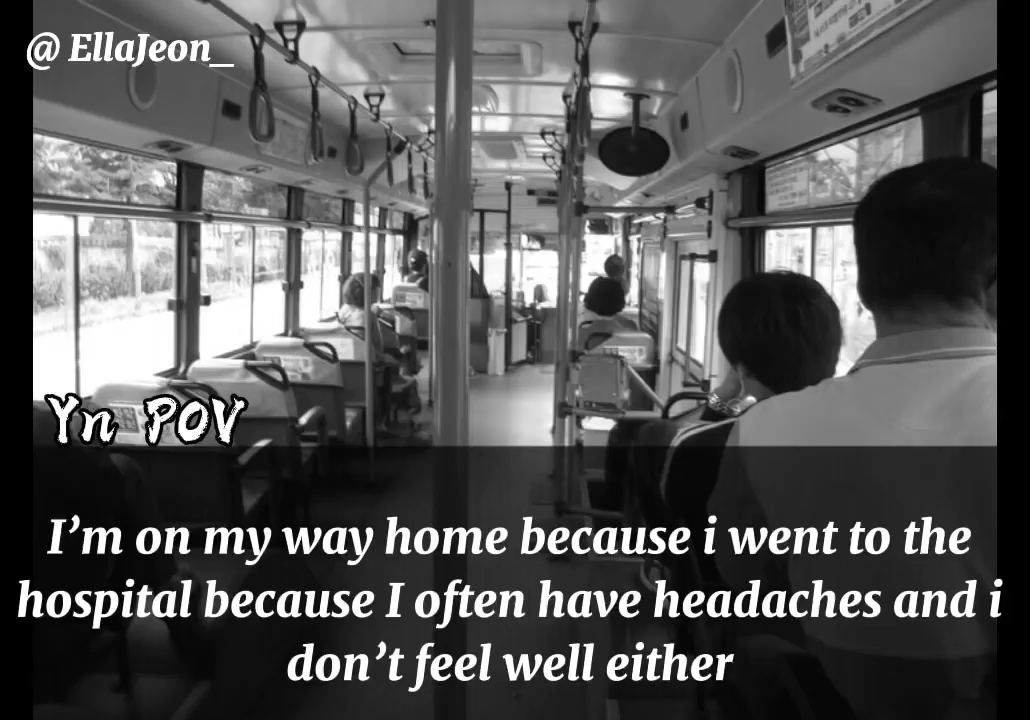 @ EllaJeon_
Yn POV
I'm on my way home because i went to the
hospital because I often have headaches and i
don't feel well either